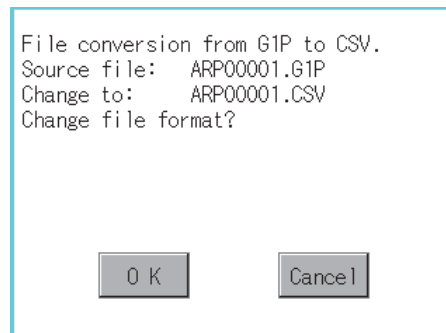 File conversion from G1P to CSV.
Source file: ARP00001.G1P
Change to: ARP00001.CSV
Change file format?
OK Cancel